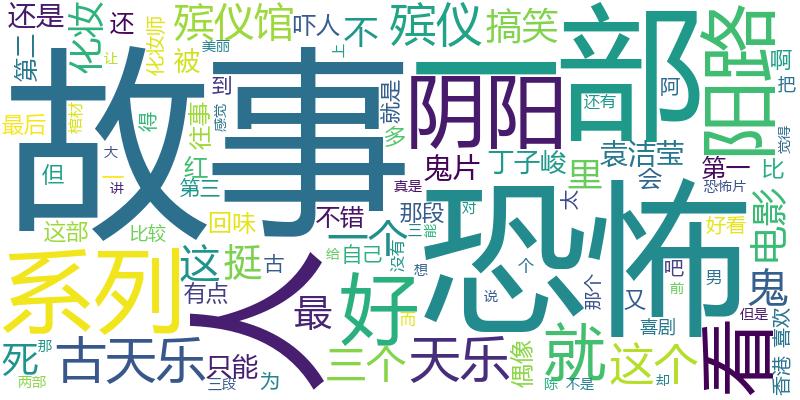 还是 还 殡仪馆 吓人 不 殡仪 搞笑 部 阳路
第二 化妆 化妆师 被 美丽 上 让 一 弯
故事 到 就是 阴阳 还有 阿 把
最后 棺材 得 往事 感觉 多 觉得
但 大 一 讲 红 第三 鬼片 丁子峻 里 袁洁莹 会 第一 比
真是 恐怖片
这部 比较 回味 不错 一个 那段 三 能 对 太 电影 好看
系列 人 这 挺 给 自己 没有 恐怖
有点 古 最 好 想 个 说 那个 又 吧 男 前 鬼
而 喜剧 但是
死 那 古天乐 只能 三个 天乐 偶像 就 这个 看 香港 喜欢
两部 三段 为 陈 不是 却